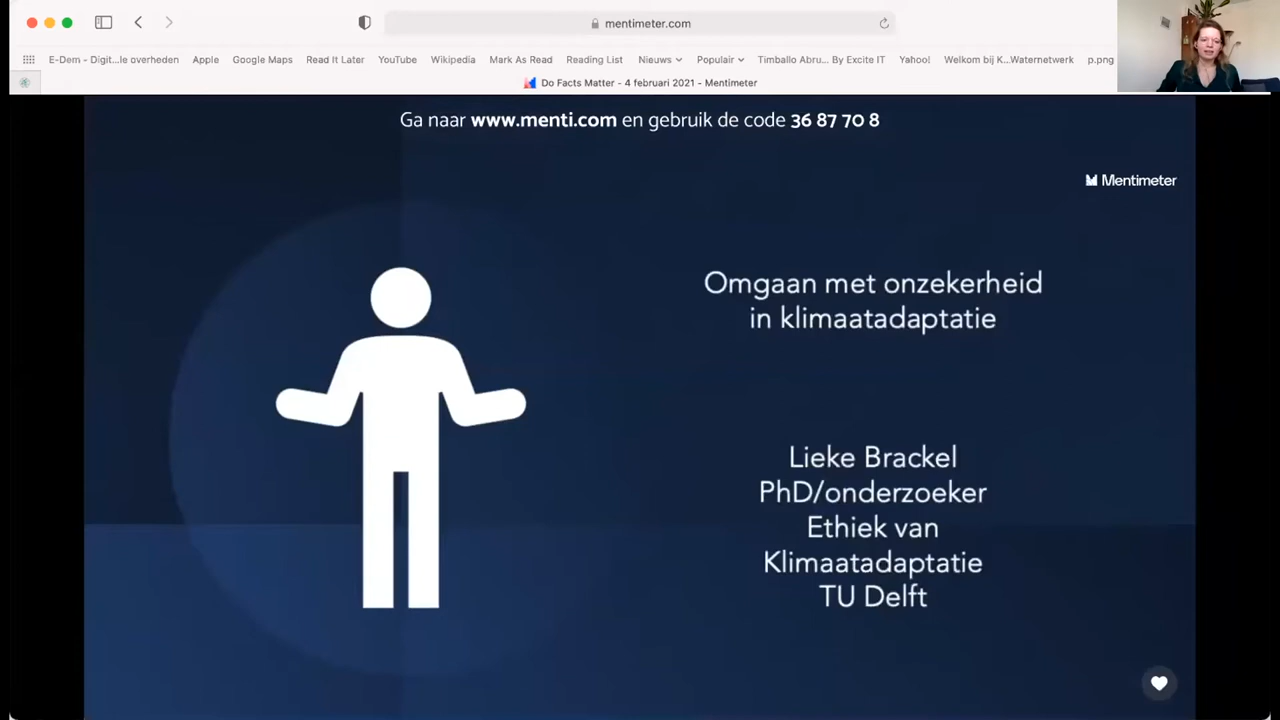 mentimeter.com
E-Dem - Digit...le overheden Apple Google Maps Read It Later YouTube Wikipedia Mark As Read Reading List Nieuws Populair Timballo Abru... By Excite IT Yahoo! Welkom bij K...Waternetwerk p.png
Do Facts Matter - 4 februari 2021 - Mentimeter
Ga naar www.menti.com en gebruik de code 36 87 70 8
Mentimeter
Omgaan met onzekerheid
in klimaatadaptatie
Lieke Brackel
PhD/onderzoeker
Ethiek van
Klimaatadaptatie
TU Delft